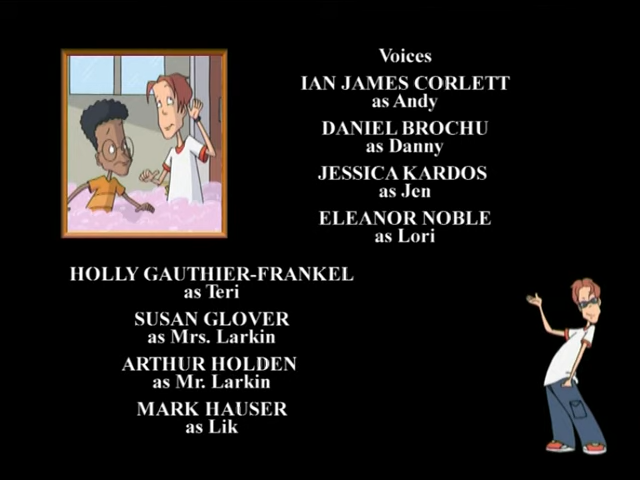 Voices
IAN JAMES CORLETT
as Andy
DANIEL BROCHU
as Danny
JESSICA KARDOS
as Jen
ELEANOR NOBLE
as Lori
HOLLY GAUTHIER-FRANKEL
as Teri
SUSAN GLOVER
as Mrs. Larkin
ARTHUR HOLDEN
as Mr. Larkin
MARK HAUSER
as Lik